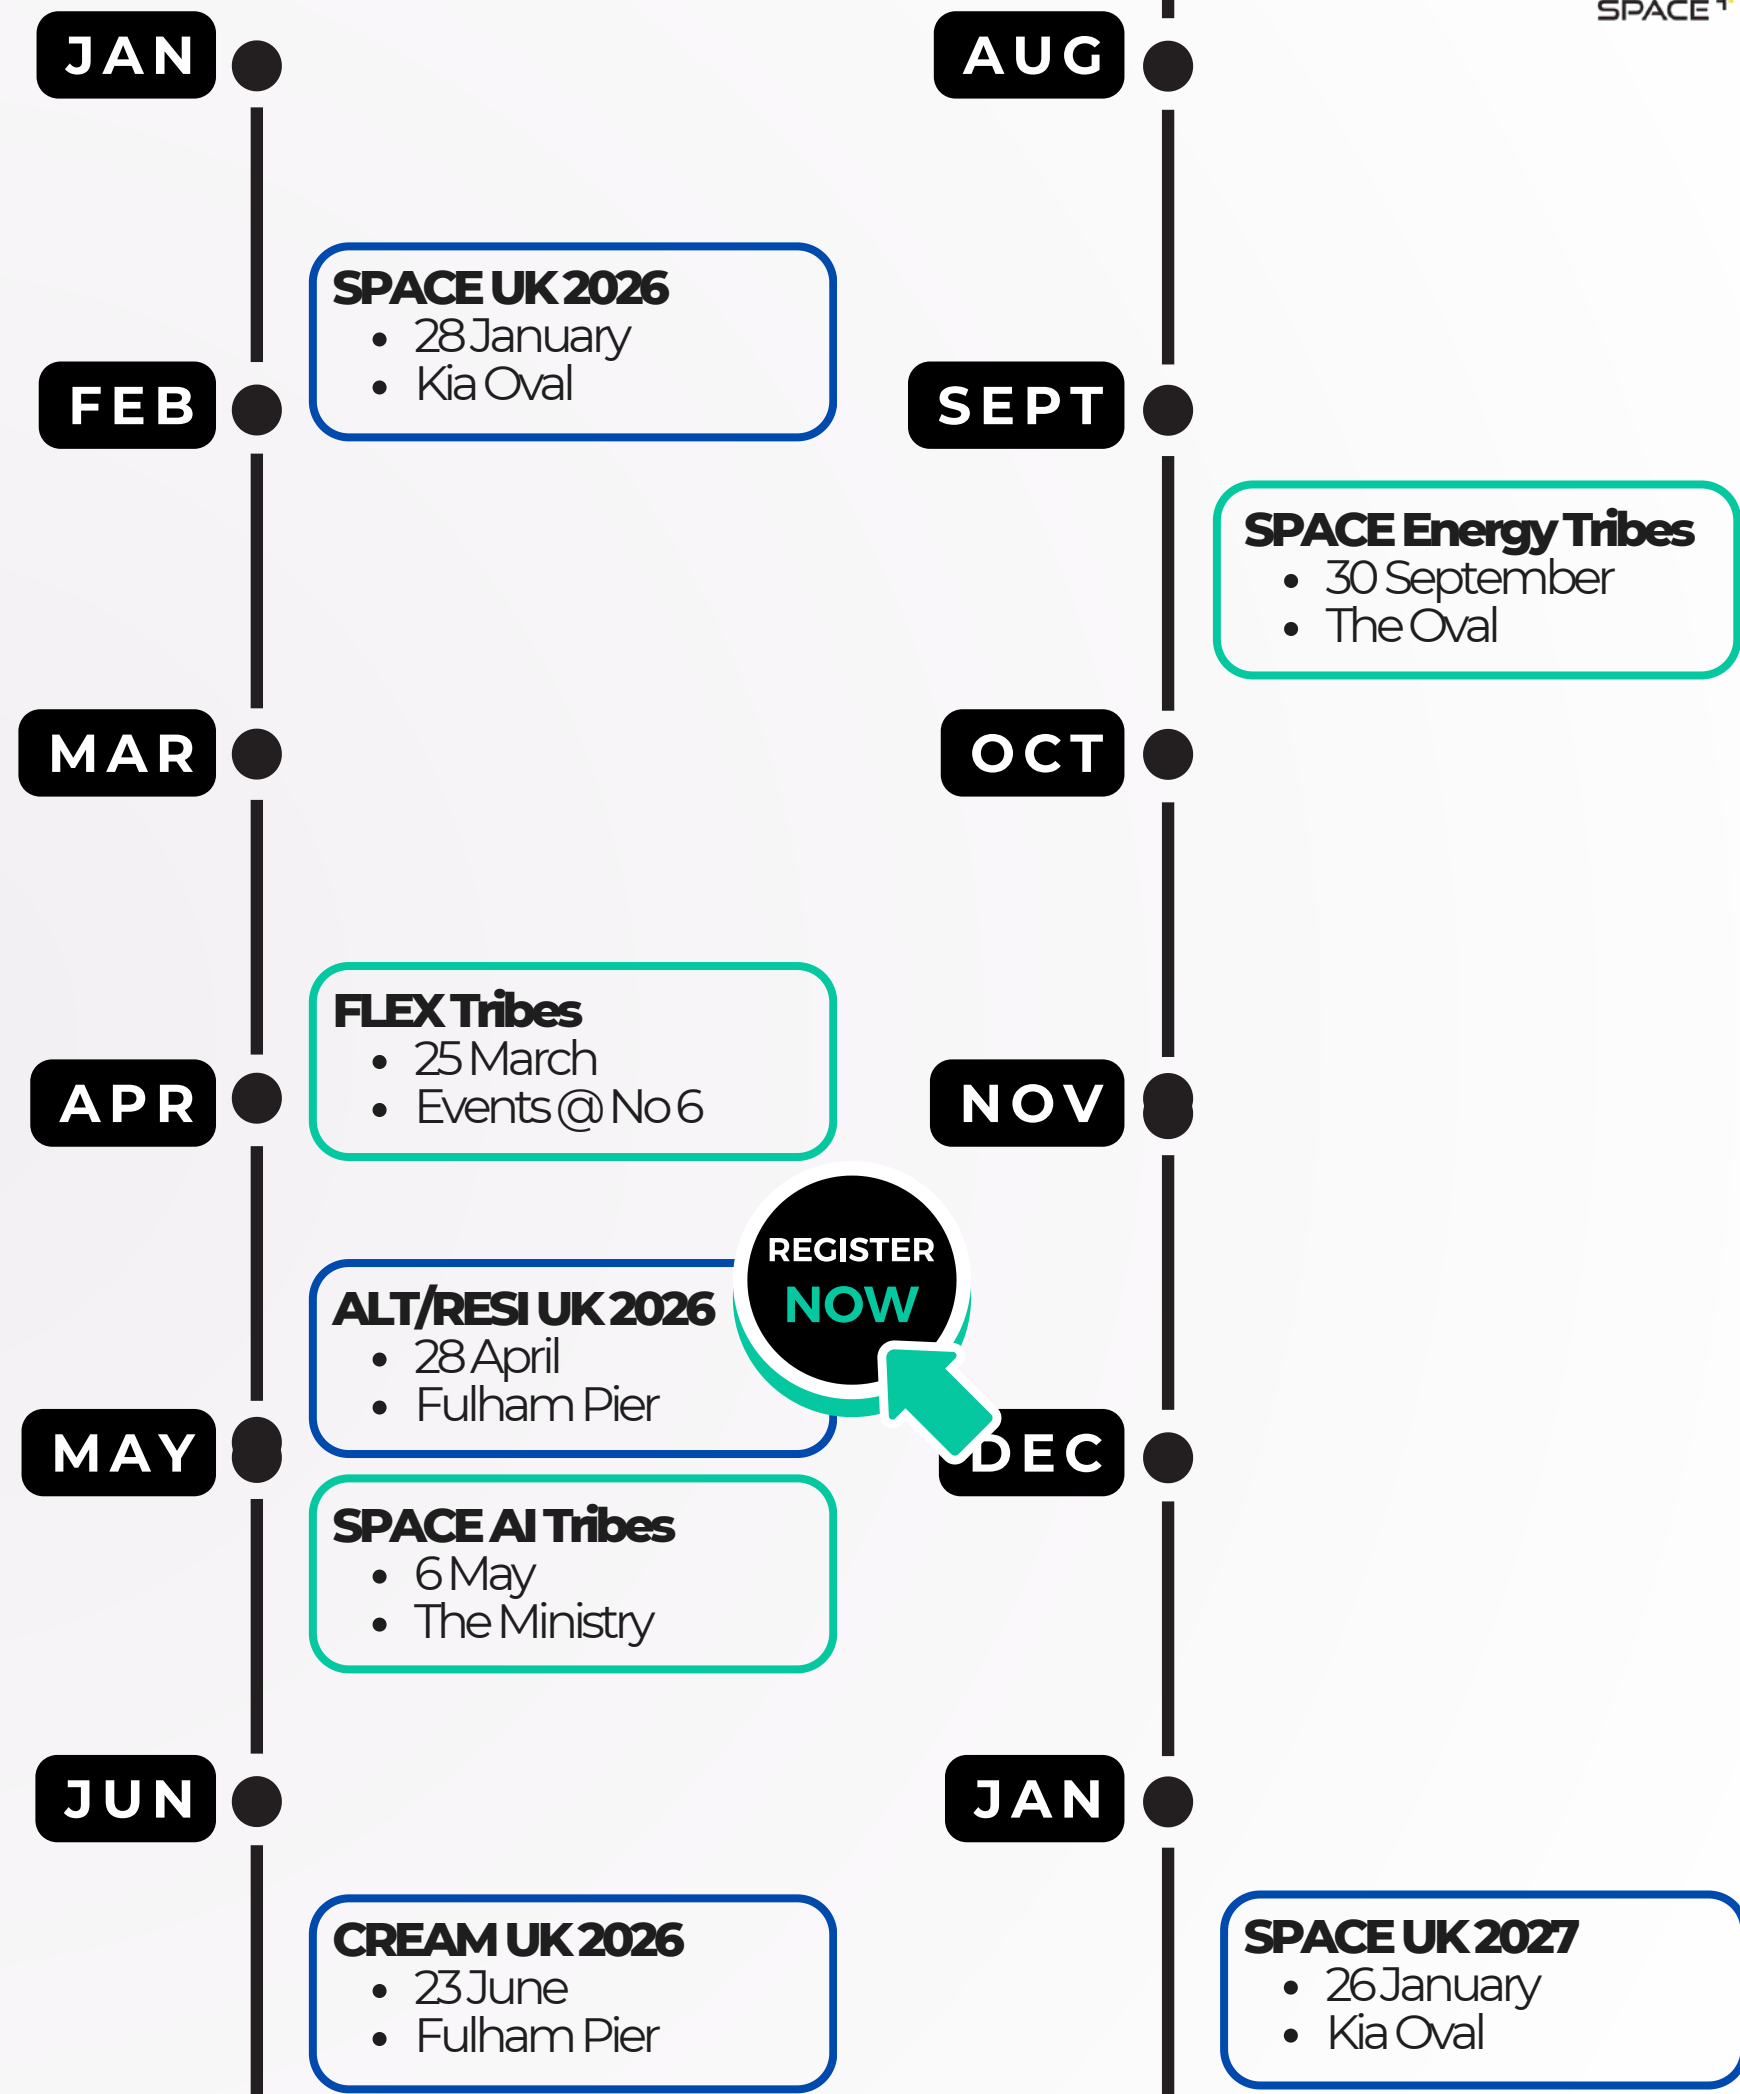 JAN
SPACE UK 2026
• 28 January
• Kia Oval
FEB
MAR
FLEX Tribes
• 25 March
• Events @ No 6
APR
ALT/RESI UK 2026
• 28 April
• Fulham Pier
REGISTER
NOW
MAY
SPACE AI Tribes
• 6 May
• The Ministry
JUN
CREAM UK 2026
• 23 June
• Fulham Pier
SPACE+
AUG
SEPT
SPACE Energy Tribes
• 30 September
• The Oval
OCT
NOV
DEC
JAN
SPACE UK 2027
• 26 January
• Kia Oval